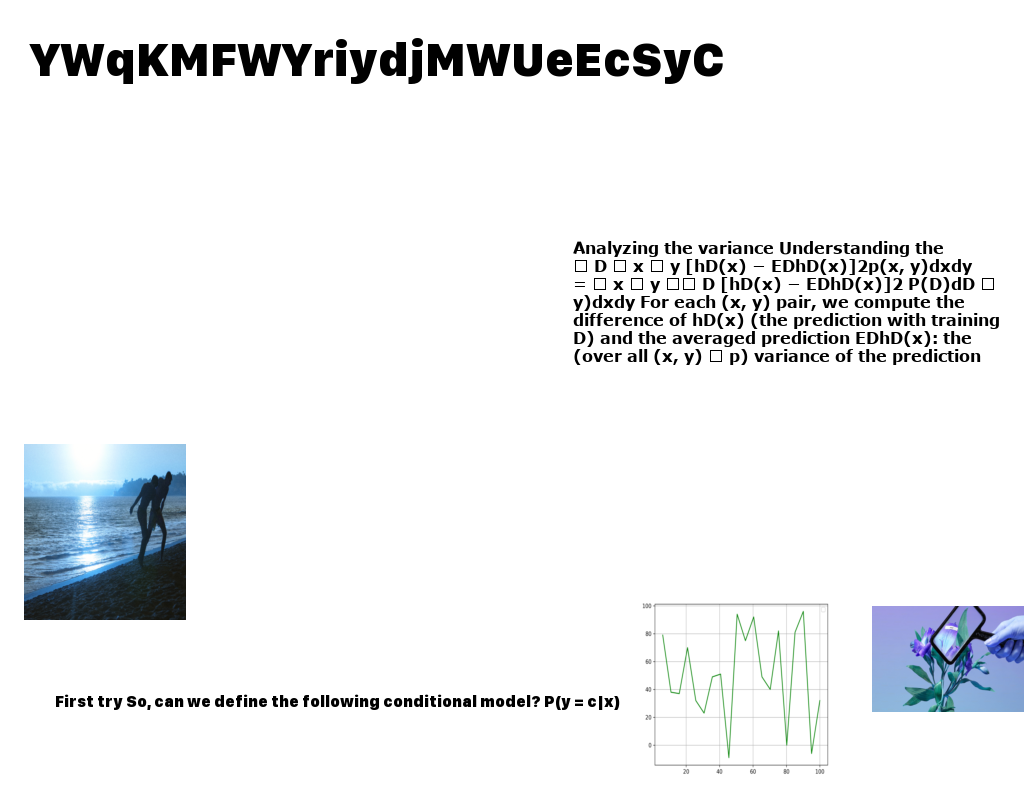 YWqKMFWYriydjMWUeEcSyC
Analyzing the variance Understanding the
□ D □ x □ y [hD(x) − EDhD(x)]2p(x, y)dxdy
= □ x □ y □□ D [hD(x) − EDhD(x)]2 P(D)dD □
y)dxdy For each (x, y) pair, we compute the
difference of hD(x) (the prediction with training
D) and the averaged prediction EDhD(x): the
(over all (x, y) □ p) variance of the prediction
First try So, can we define the following conditional model? P(y = c|x)
100
80
60
40
20
0
20 40 60 80 100